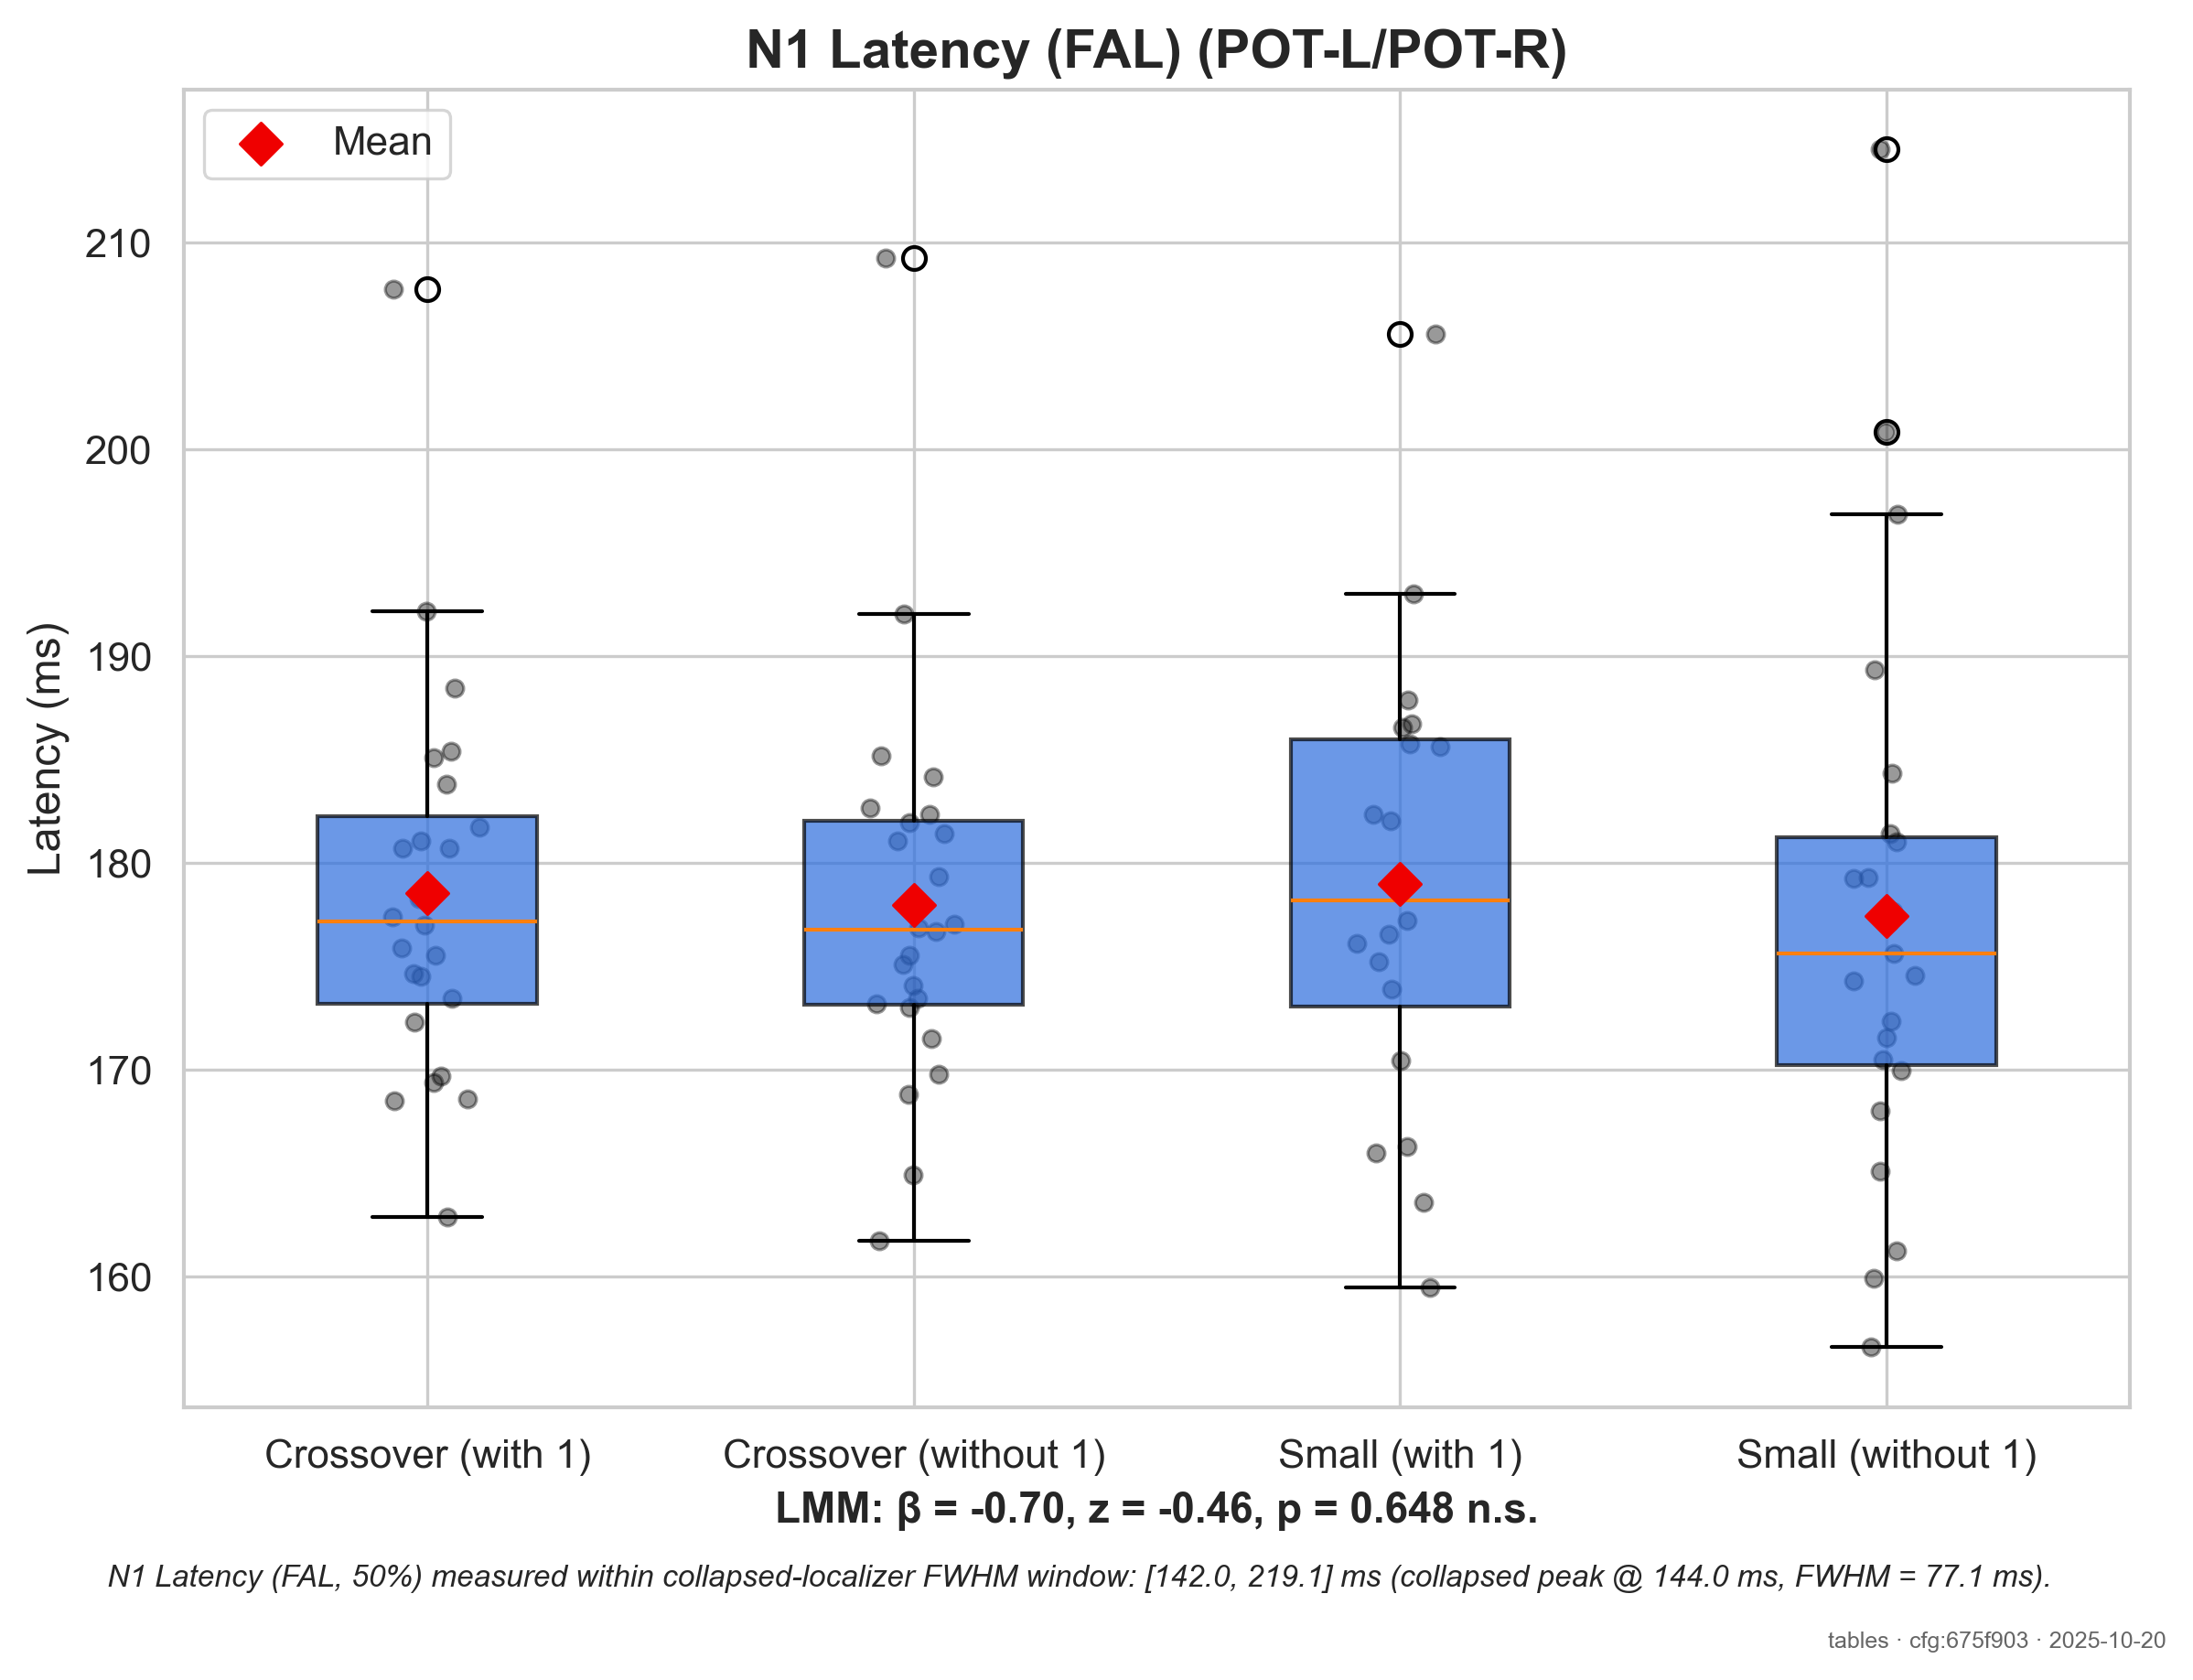 N1 Latency (FAL) (POT-L/POT-R)
Mean
Latency (ms)
210
200
190
180
170
160
Crossover (with 1)
Crossover (without 1)
Small (with 1)
Small (without 1)
LMM: β = -0.70, z = -0.46, p = 0.648 n.s.
N1 Latency (FAL, 50%) measured within collapsed-localizer FWHM window: [142.0, 219.1] ms (collapsed peak @ 144.0 ms, FWHM = 77.1 ms).
tables · cfg:675f903 · 2025-10-20